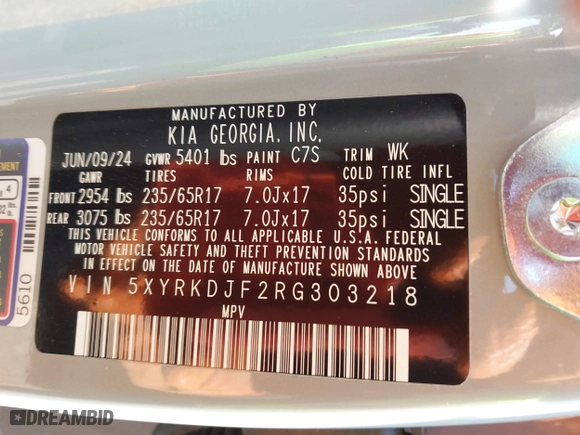 MANUFACTURED BY
KIA GEORGIA, INC.
JUN/09/24 GVWR 5401 lbs PAINT C7S TRIM WK
GAWR TIRES RIMS COLD TIRE INFL
FRONT 2954 lbs 235/65R17 7.0Jx17 35psi SINGLE
REAR 3075 lbs 235/65R17 7.0Jx17 35psi SINGLE
THIS VEHICLE CONFORMS TO ALL APPLICABLE U.S.A. FEDERAL
MOTOR VEHICLE SAFETY AND THEFT PREVENTION STANDARDS
IN EFFECT ON THE DATE OF MANUFACTURE SHOWN ABOVE
VIN 5XYRKDJF2RG303218
MPV
4
5610
DREAMBID